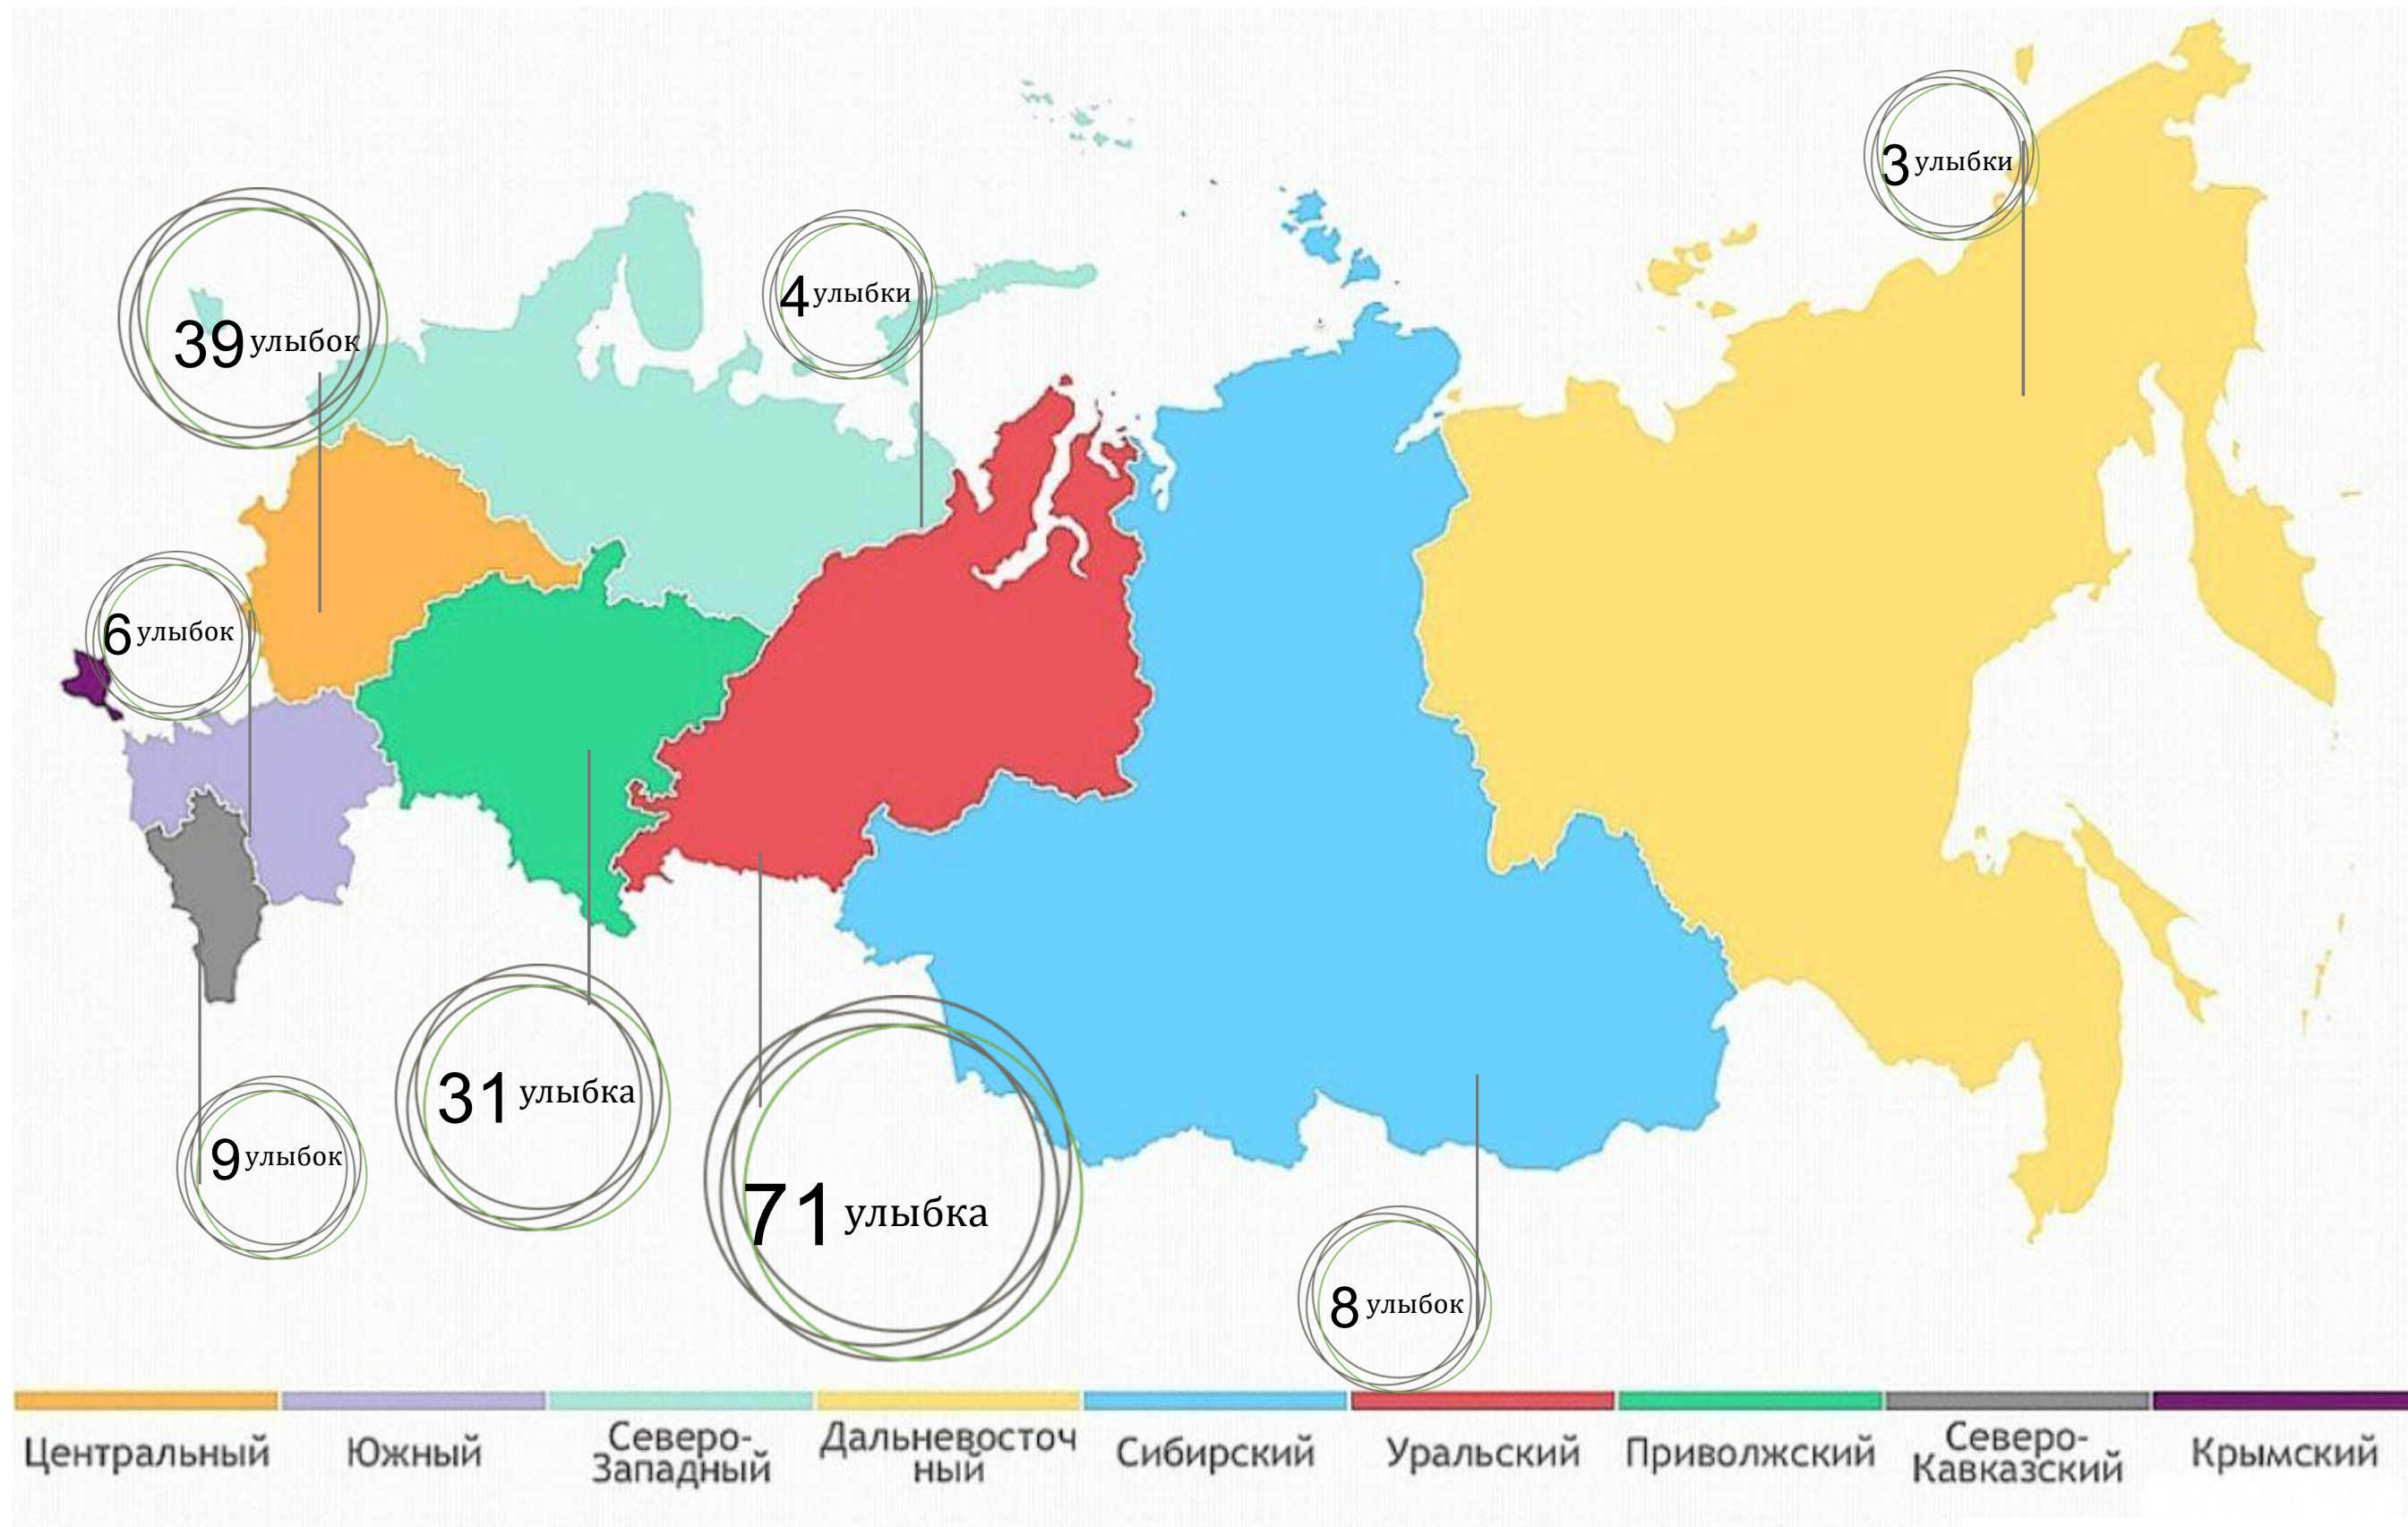 3 улыбки
4 улыбки
39 улыбок
6 улыбок
31 улыбка
9 улыбок
71 улыбка
8 улыбок
Центральный
Южный
Северо-
Западный
Дальневосточ
ный
Сибирский
Уральский
Приволжский
Северо-
Кавказский
Крымский